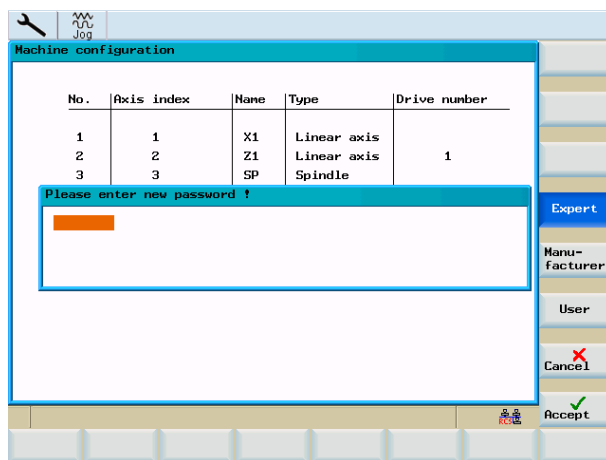 Jog
Machine configuration
No. Axis index Name Type Drive number
1 1 X1 Linear axis
2 2 Z1 Linear axis 1
3 3 SP Spindle
Please enter new password !
Expert
Manu-
facturer
User
Cancel
Accept
RCS